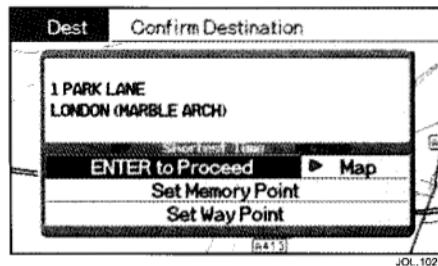 Dest Confirm Destination
1 PARK LANE
LONDON (MARBLE ARCH)
Shortest Time
ENTER to Proceed ▶ Map
Set Memory Point
Set Way Point
A413
JOL.102